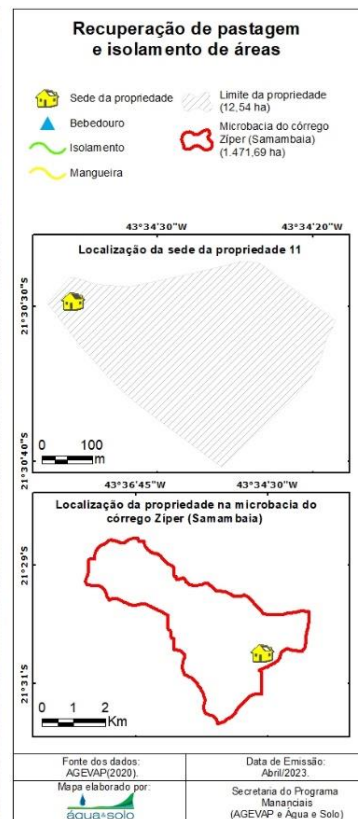 Recuperação de pastagem
e isolamento de áreas
Sede da propriedade
Bebedouro
Isolamento
Mangueira
Limite da propriedade
(12,54 ha)
Microbacia do córrego
Zíper (Samambaia)
(1.471,69 ha)
43°34'30"W
43°34'20"W
Localização da sede da propriedade 11
21°30'30"S
21°30'40"S
0 100
m
43°36'45"W
43°34'30"W
Localização da propriedade na microbacia do
córrego Zíper (Samambaia)
21°29'S
21°31'S
0 1 2
Km
Fonte dos dados:
AGEVAP(2020).
Data de Emissão:
Abril/2023.
Mapa elaborado por:
água&solo
Secretaria do Programa
Mananciais
(AGEVAP e Água e Solo)